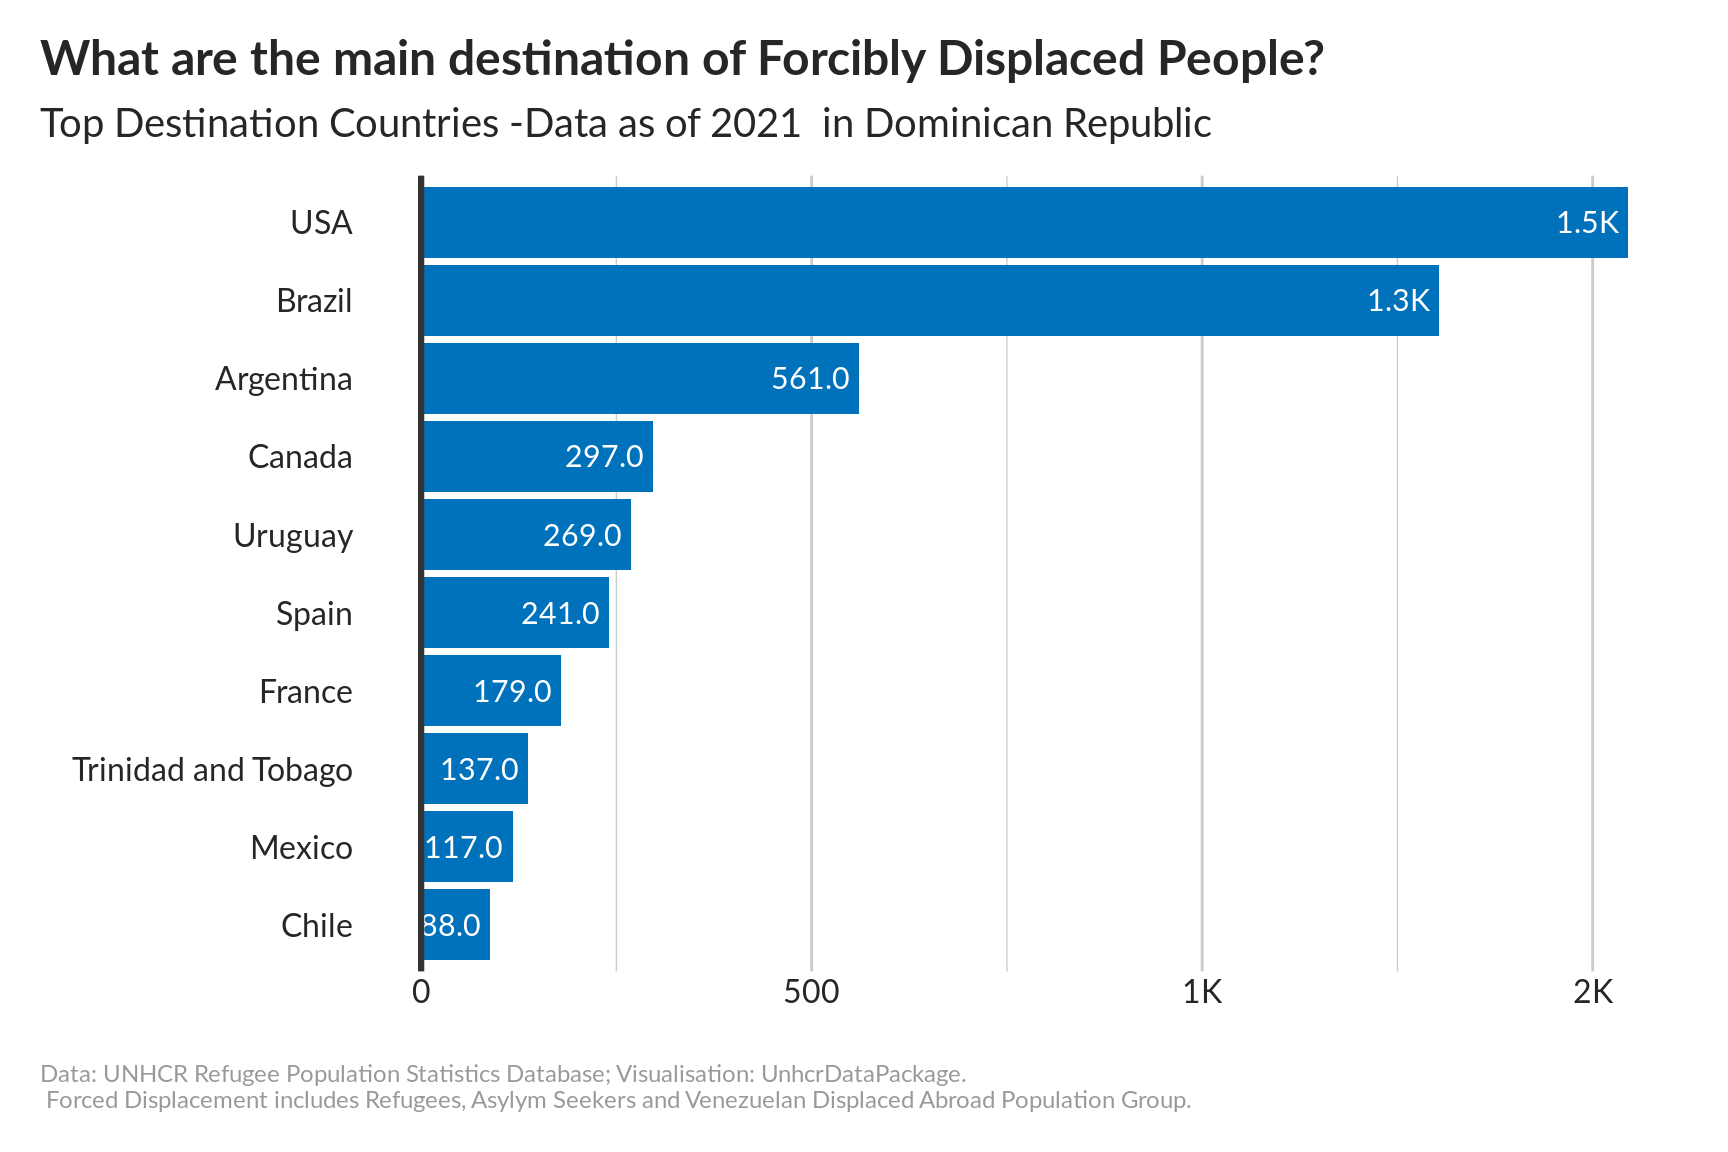 What are the main destination of Forcibly Displaced People?
Top Destination Countries -Data as of 2021  in Dominican Republic
USA 1.5K
Brazil 1.3K
Argentina 561.0
Canada 297.0
Uruguay 269.0
Spain 241.0
France 179.0
Trinidad and Tobago 137.0
Mexico 117.0
Chile 88.0
0 500 1K 2K
Data: UNHCR Refugee Population Statistics Database; Visualisation: UnhcrDataPackage.
Forced Displacement includes Refugees, Asylym Seekers and Venezuelan Displaced Abroad Population Group.